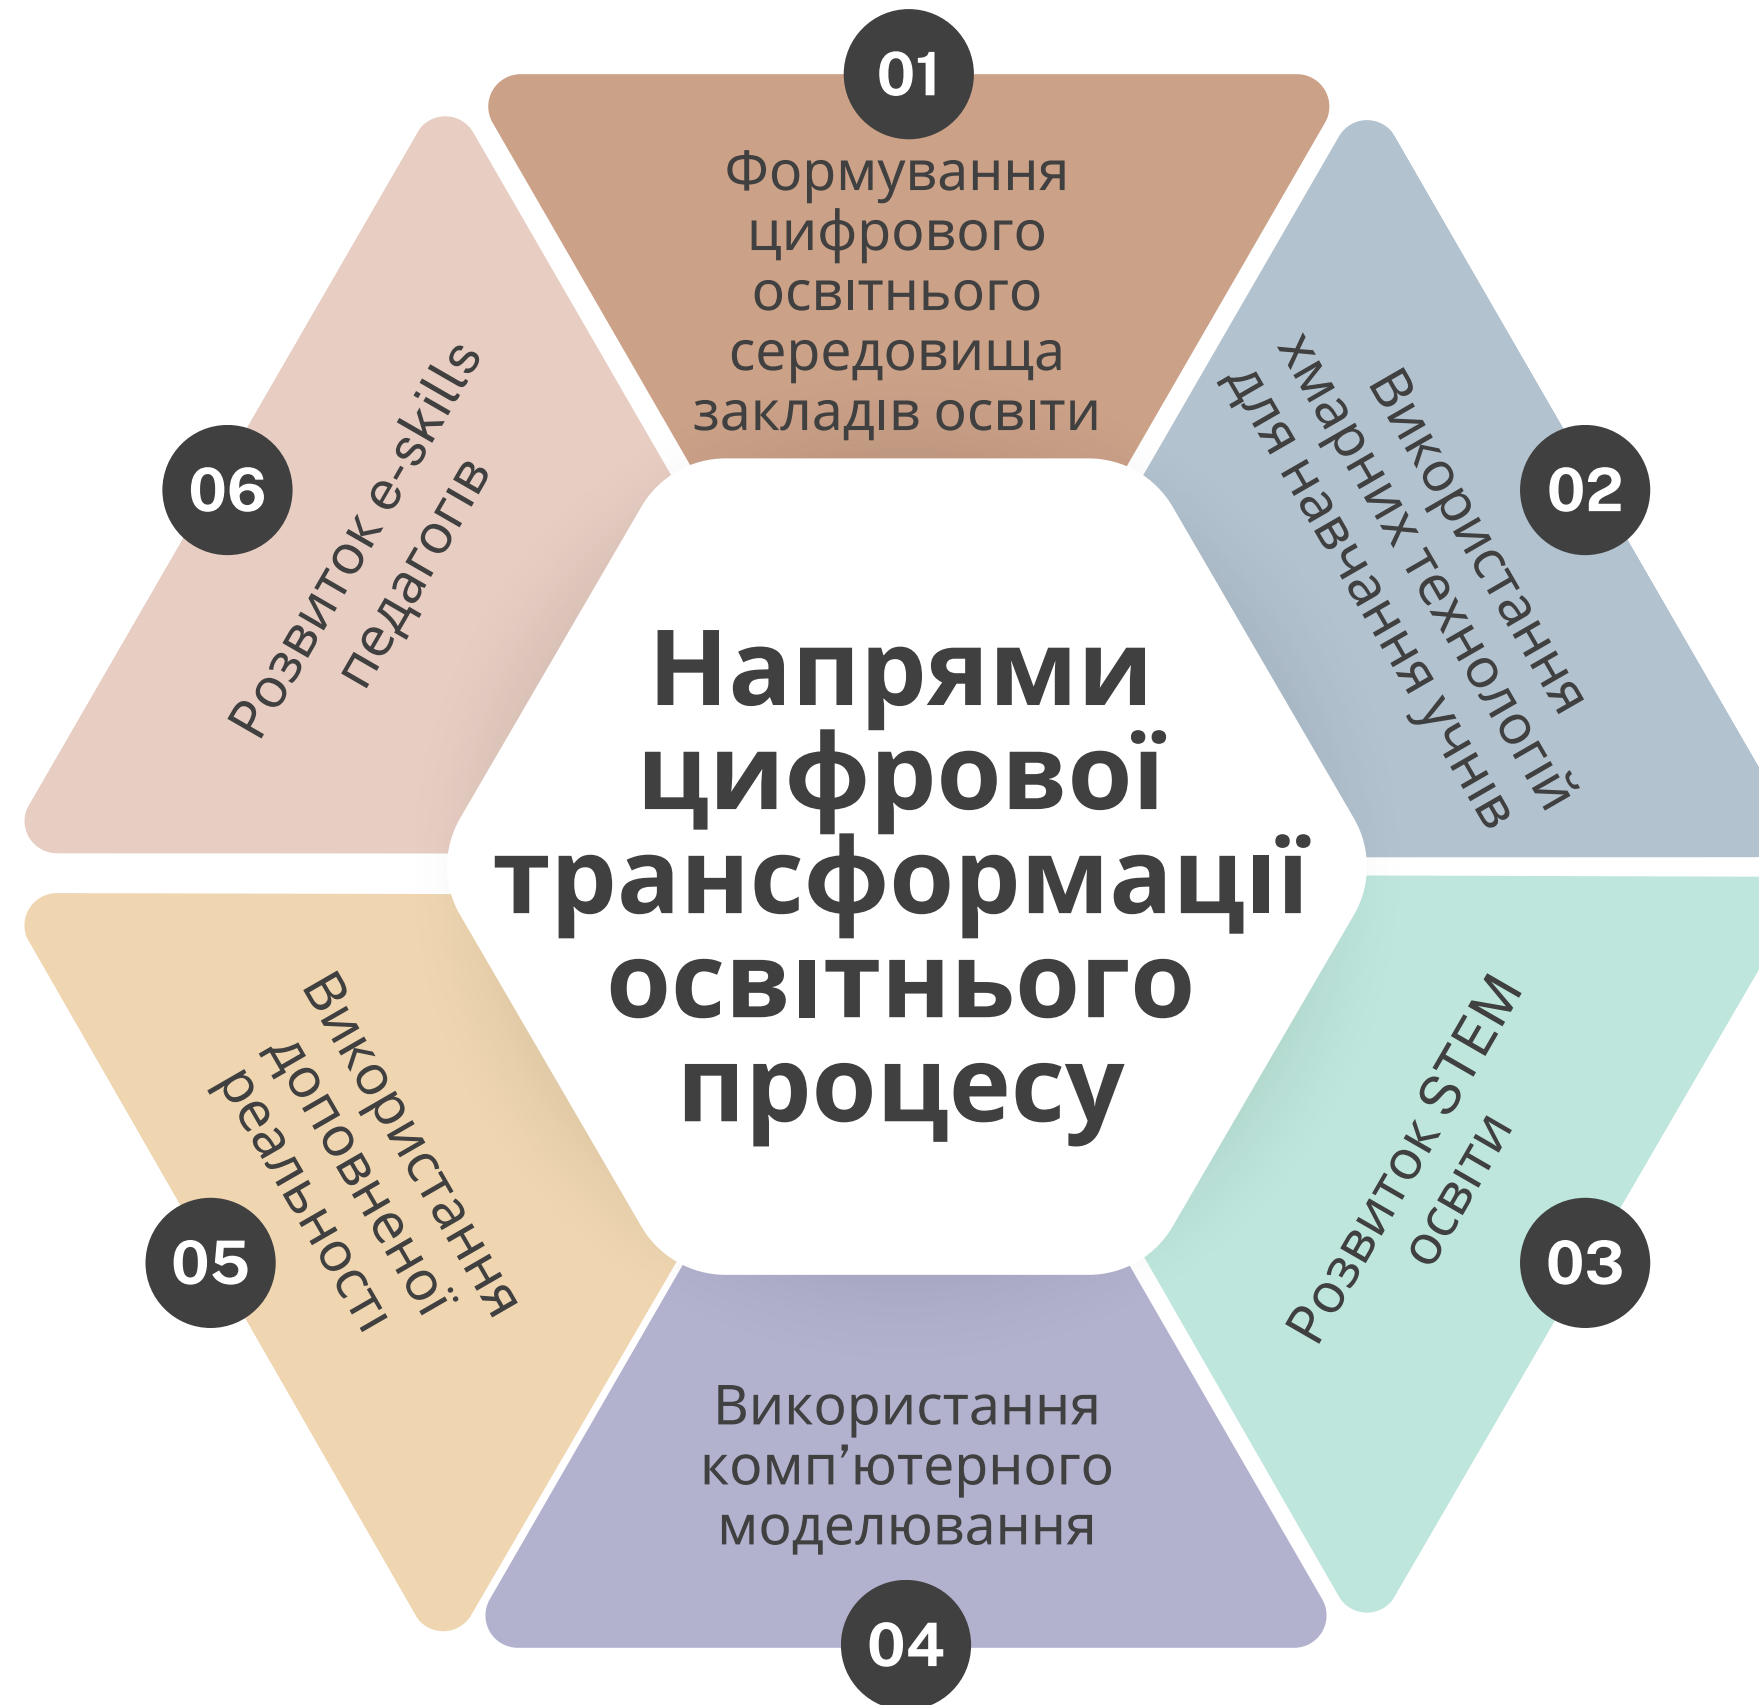 01
Формування
цифрового
освітнього
середовища
закладів освіти
02
Використання
хмарних технологій
для навчання учнів
03
Розвиток STEM
освіти
04
Використання
комп’ютерного
моделювання
05
Використання
доповненої
реальності
06
Розвиток e-skills
педагогів
Напрями
цифрової
трансформації
освітнього
процесу